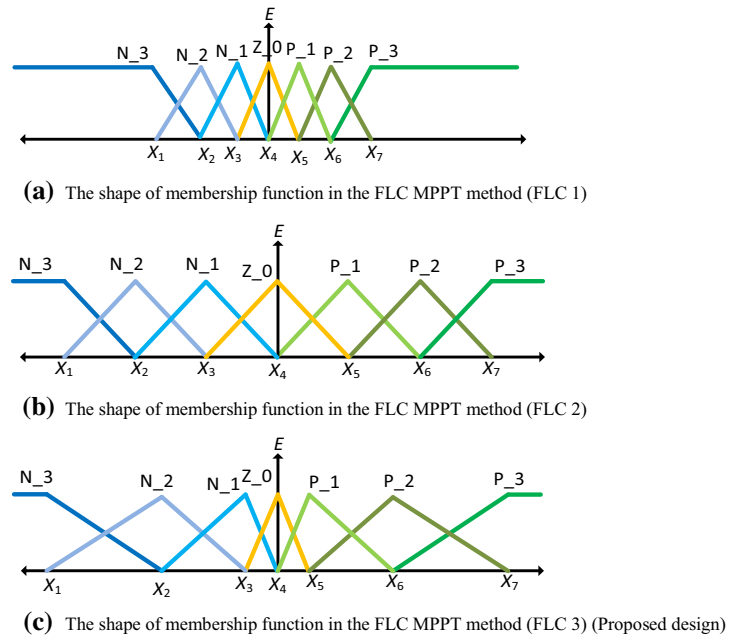 E
N_3 N_2 N_1 Z_0 P_1 P_2 P_3
X1 X2 X3 X4 X5 X6 X7
(a) The shape of membership function in the FLC MPPT method (FLC 1)
E
N_3 N_2 N_1 Z_0 P_1 P_2 P_3
X1 X2 X3 X4 X5 X6 X7
(b) The shape of membership function in the FLC MPPT method (FLC 2)
E
N_3 N_2 N_1 Z_0 P_1 P_2 P_3
X1 X2 X3 X4 X5 X6 X7
(c) The shape of membership function in the FLC MPPT method (FLC 3) (Proposed design)